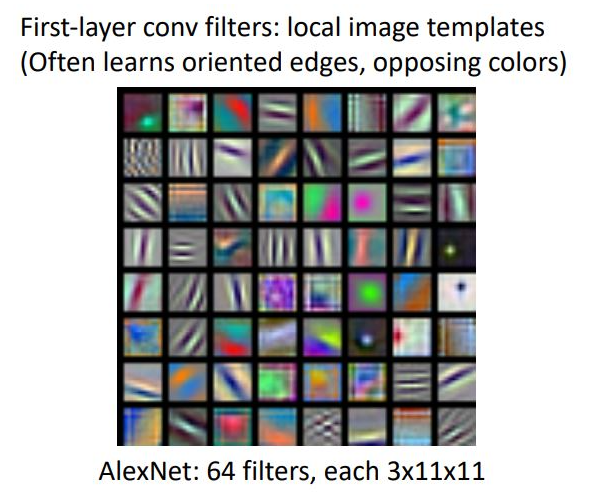 First-layer conv filters: local image templates
(Often learns oriented edges, opposing colors)
AlexNet: 64 filters, each 3x11x11